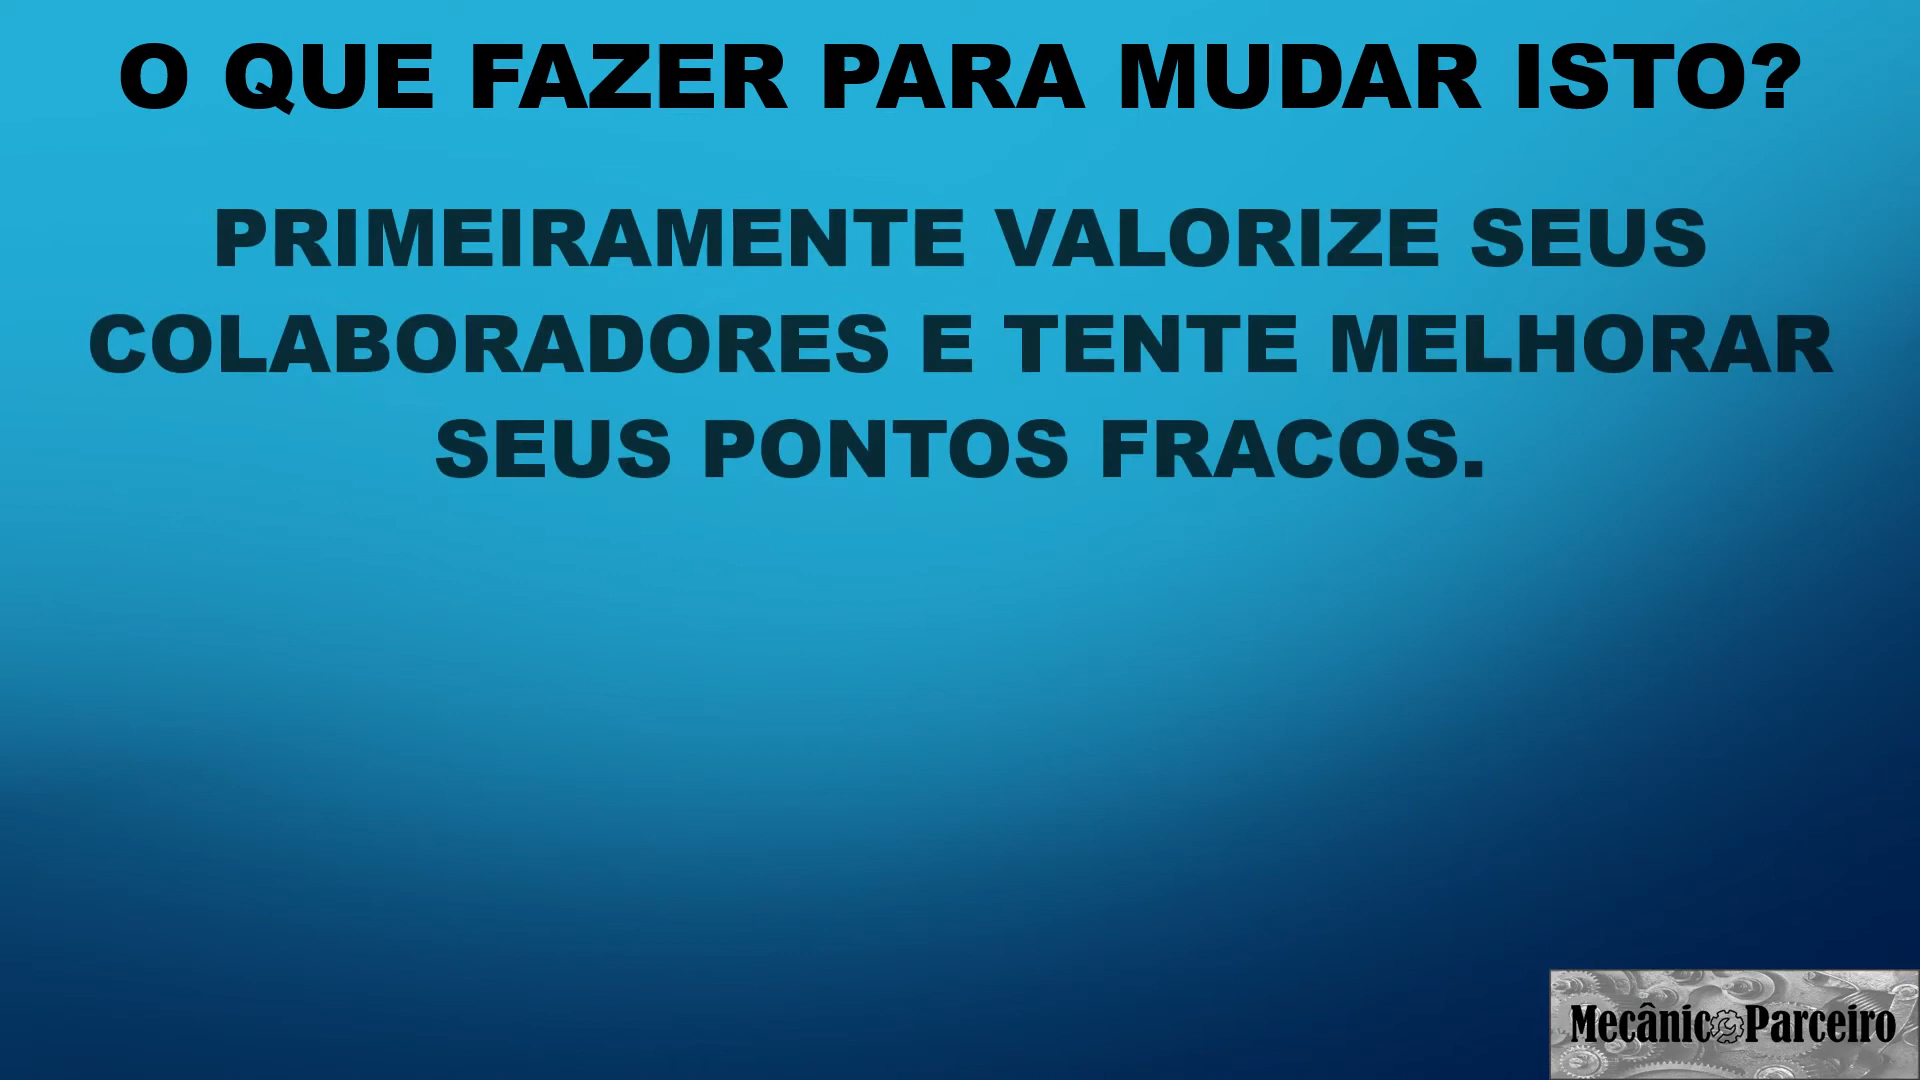 O QUE FAZER PARA MUDAR ISTO?
PRIMEIRAMENTE VALORIZE SEUS
COLABORADORES E TENTE MELHORAR
SEUS PONTOS FRACOS.
Mecânico Parceiro